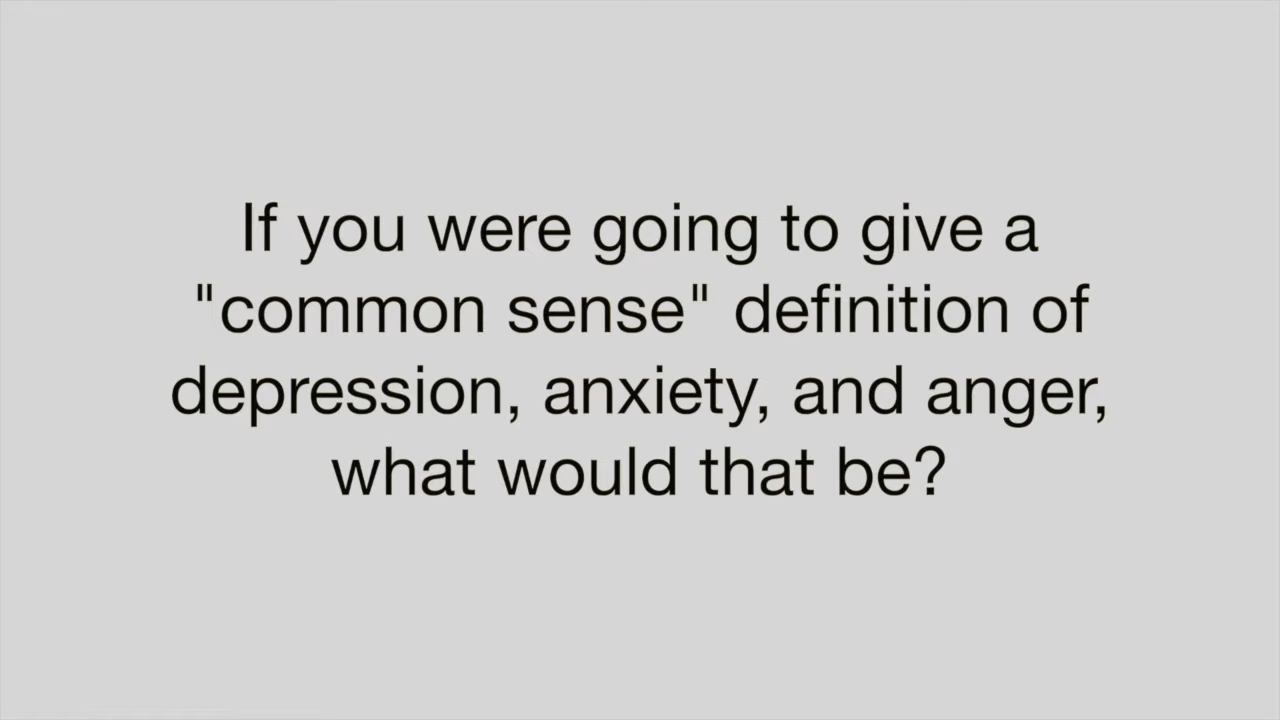 If you were going to give a
"common sense" definition of
depression, anxiety, and anger,
what would that be?